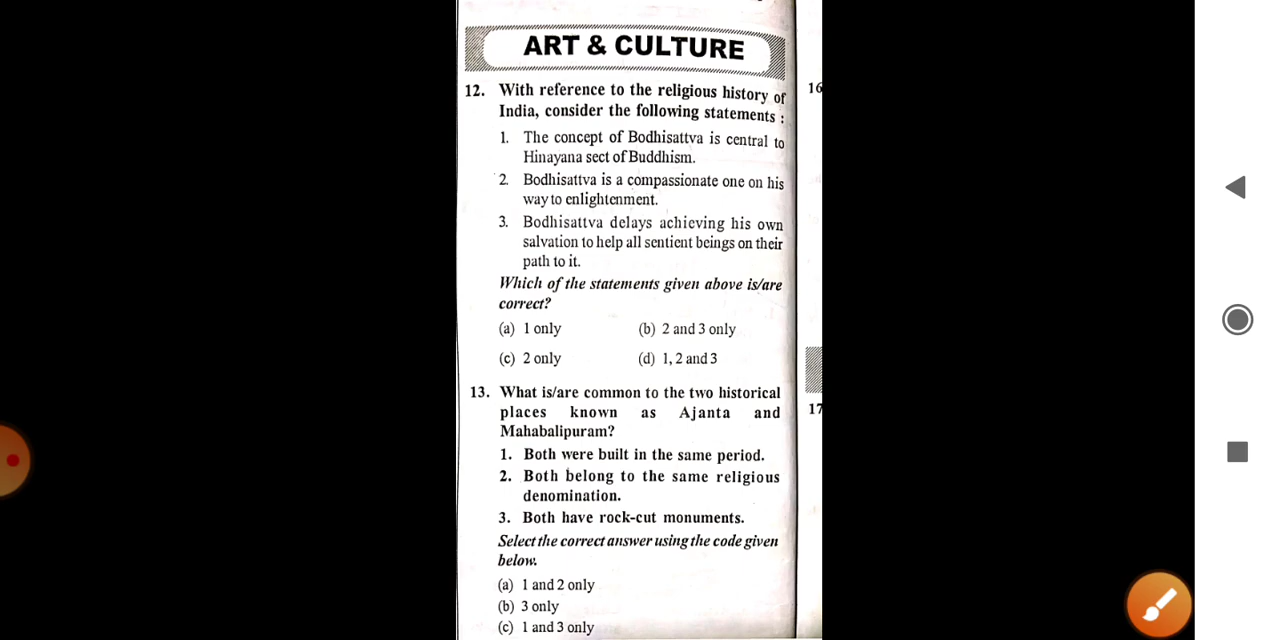 ART & CULTURE
12. With reference to the religious history of
India, consider the following statements :
1. The concept of Bodhisattva is central to
Hinayana sect of Buddhism.
2. Bodhisattva is a compassionate one on his
way to enlightenment.
3. Bodhisattva delays achieving his own
salvation to help all sentient beings on their
path to it.
Which of the statements given above is/are
correct?
(a) 1 only (b) 2 and 3 only
(c) 2 only (d) 1, 2 and 3
13. What is/are common to the two historical
places known as Ajanta and
Mahabalipuram?
1. Both were built in the same period.
2. Both belong to the same religious
denomination.
3. Both have rock-cut monuments.
Select the correct answer using the code given
below.
(a) 1 and 2 only
(b) 3 only
(c) 1 and 3 only
16
17